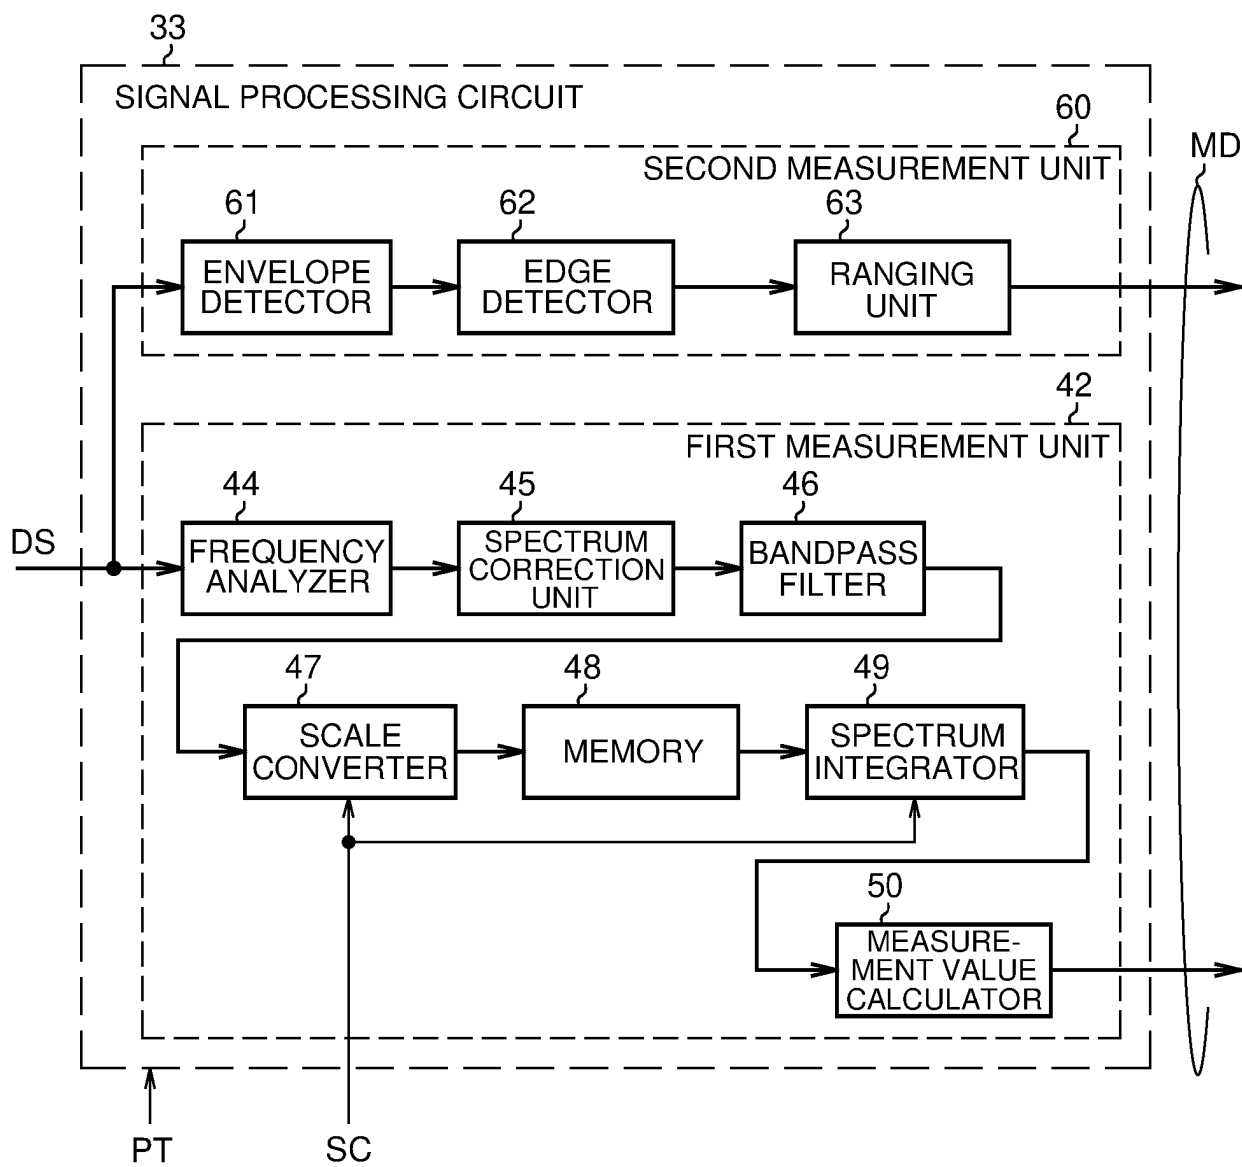 33
SIGNAL PROCESSING CIRCUIT
60
MD
SECOND MEASUREMENT UNIT
61
62
63
ENVELOPE
DETECTOR
EDGE
DETECTOR
RANGING
UNIT
42
FIRST MEASUREMENT UNIT
44
45
46
DS
FREQUENCY
ANALYZER
SPECTRUM
CORRECTION
UNIT
BANDPASS
FILTER
47
48
49
SCALE
CONVERTER
MEMORY
SPECTRUM
INTEGRATOR
50
MEASURE-
MENT VALUE
CALCULATOR
PT
SC